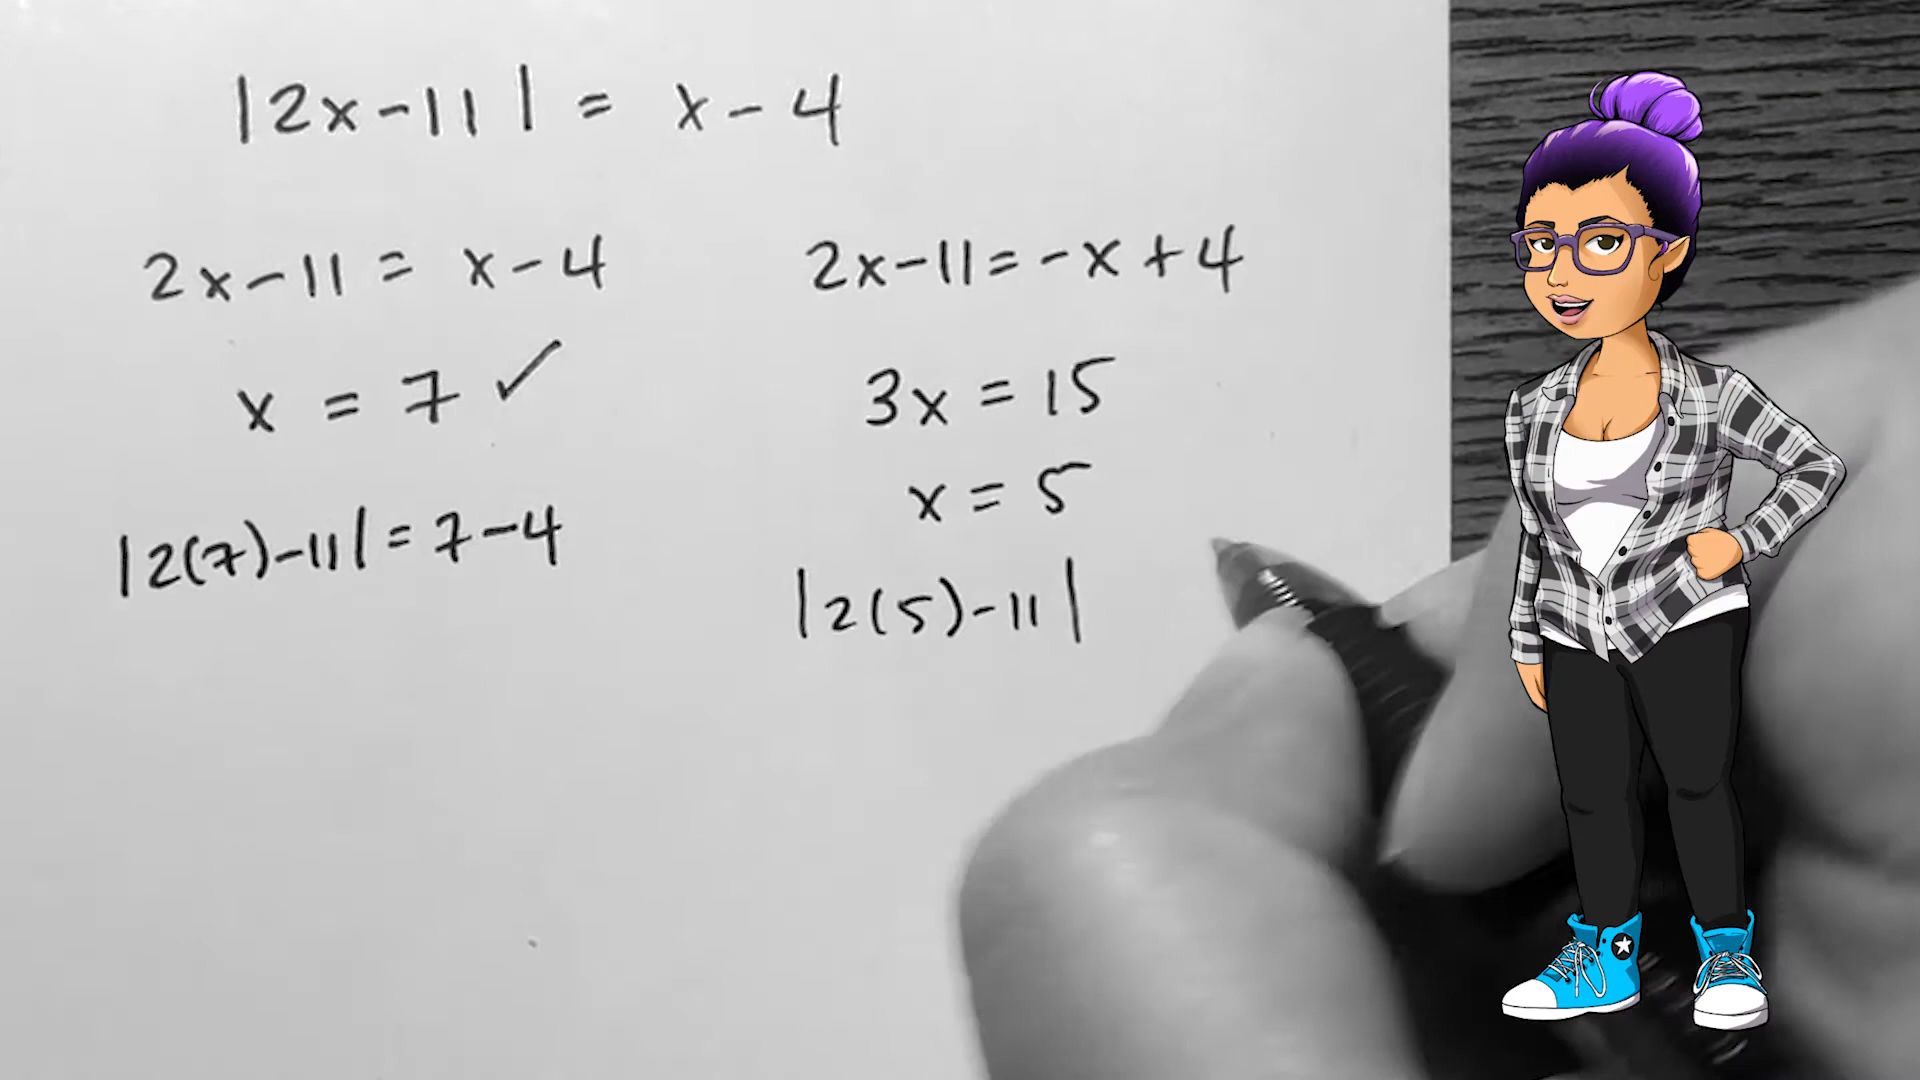 |2x-11| = x-4
2x-11 = x-4
x = 7 ✓
|2(7)-11| = 7-4
2x-11=-x+4
3x = 15
x = 5
|2(5)-11|